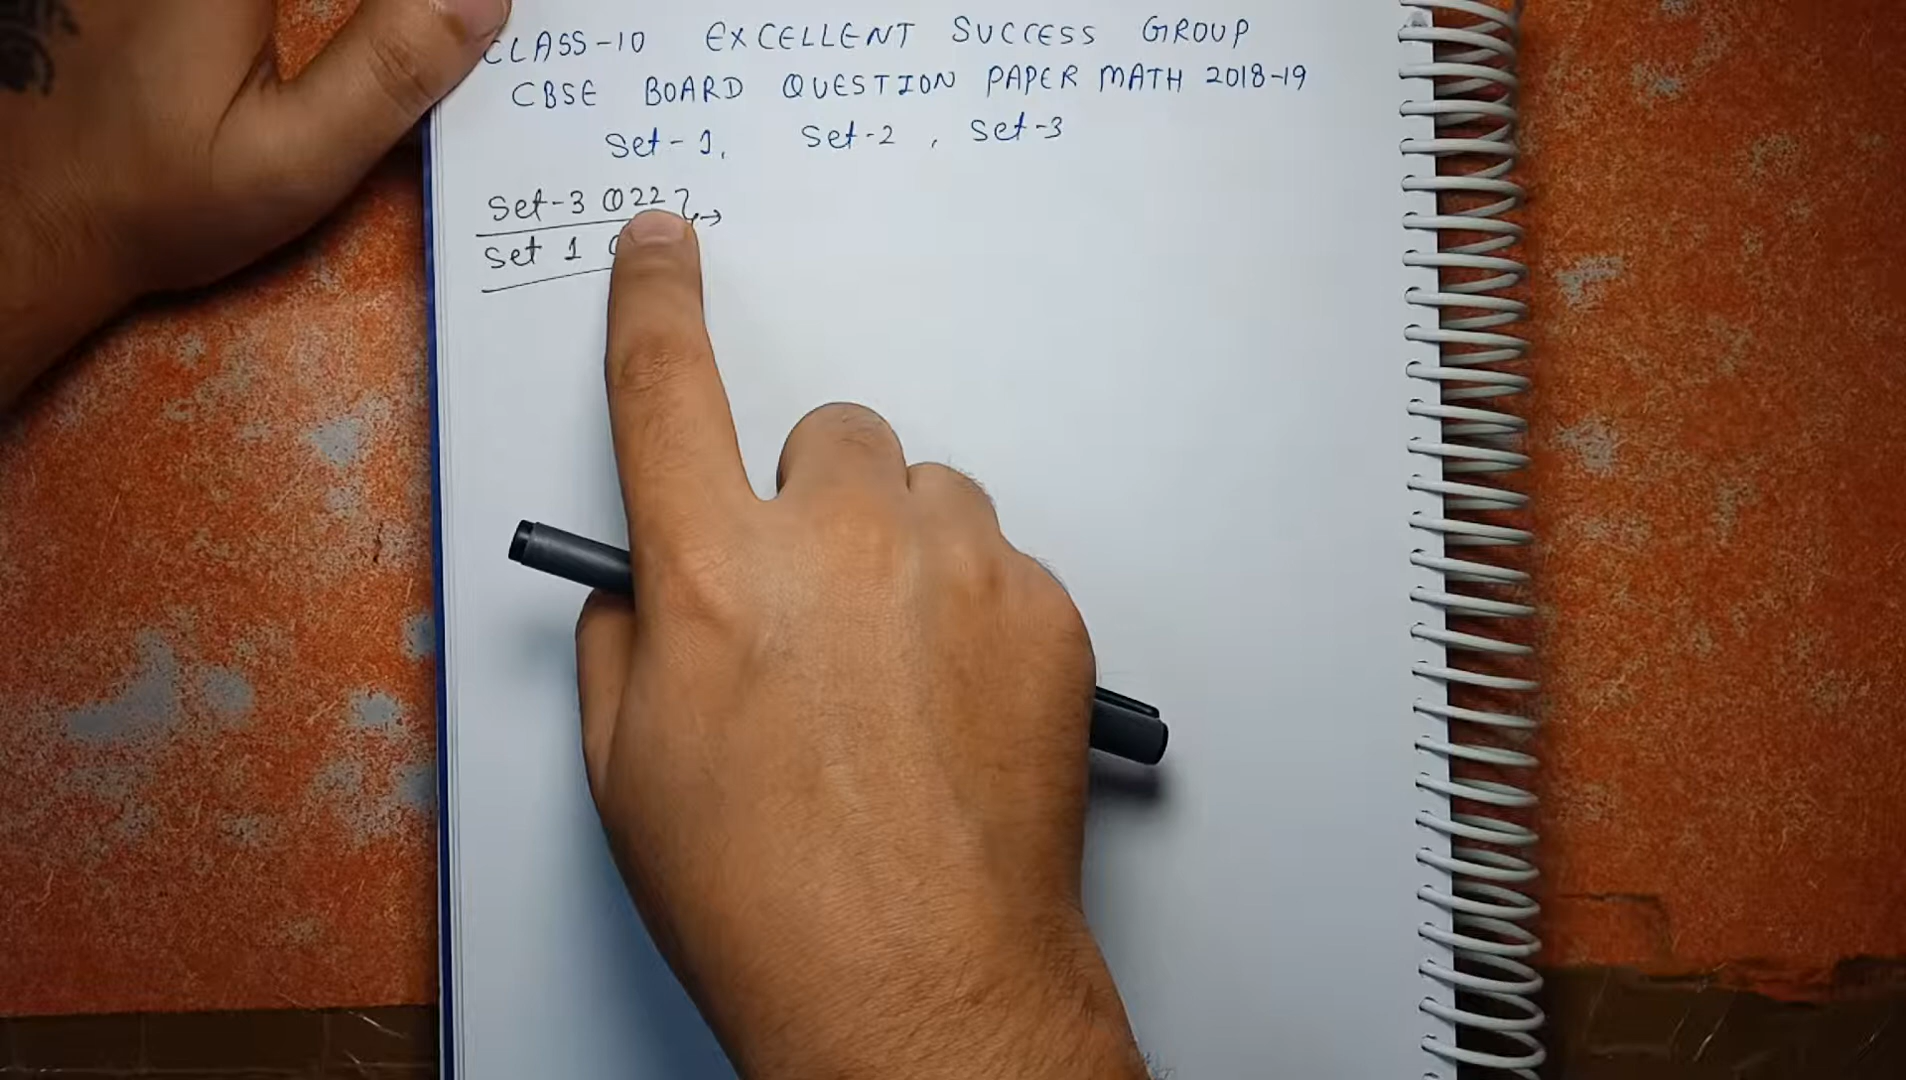 CLASS-10 EXCELLENT SUCCESS GROUP
CBSE BOARD QUESTION PAPER MATH 2018-19
Set-1, Set-2, Set-3
Set-3 Q22 } →
Set 1